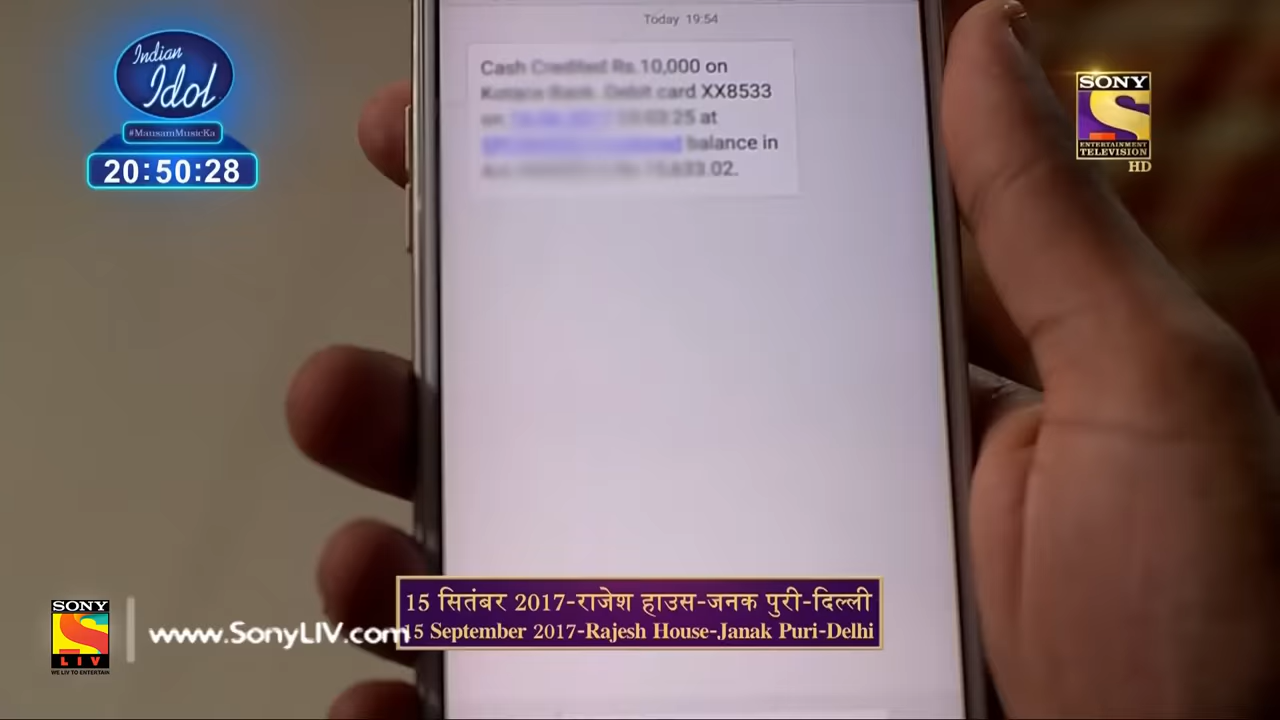 Today 19:54
Cash Credited Rs.10,000 on
Debit card XX8533
at
balance in
Indian
Idol
#MausamMusicKa
20:50:28
SONY
S
ENTERTAINMENT
TELEVISION
HD
15 सितंबर 2017-राजेश हाउस-जनक पुरी-दिल्ली
15 September 2017-Rajesh House-Janak Puri-Delhi
SONY
LIV
WE LIV TO ENTERTAIN
www.SonyLIV.com